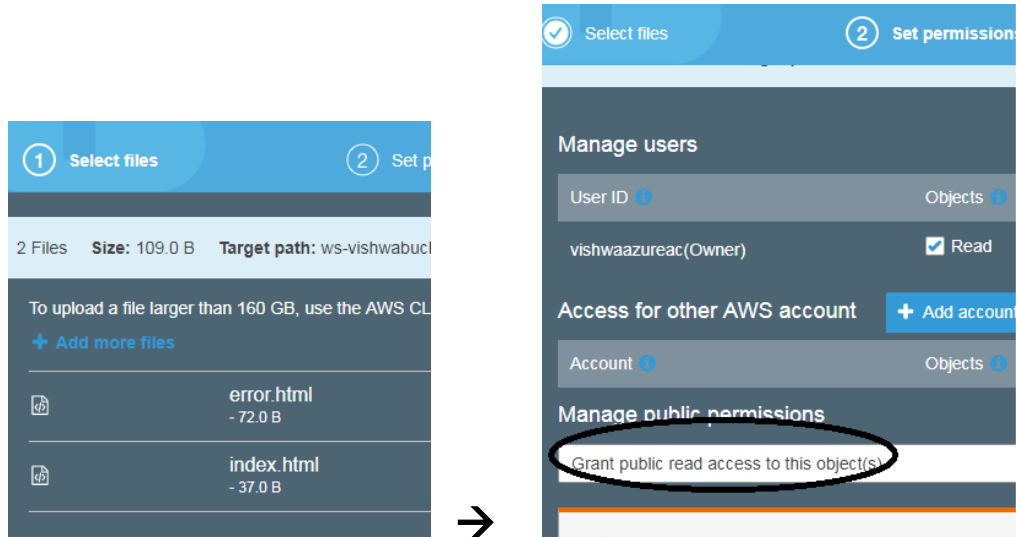 1 Select files 2 Set p
2 Files Size: 109.0 B Target path: ws-vishwabuc
To upload a file larger than 160 GB, use the AWS CL
+ Add more files
error.html
- 72.0 B
index.html
- 37.0 B
Select files 2 Set permissions
Manage users
User ID Objects
vishwaazureac(Owner) Read
Access for other AWS account + Add account
Account Objects
Manage public permissions
Grant public read access to this object(s)